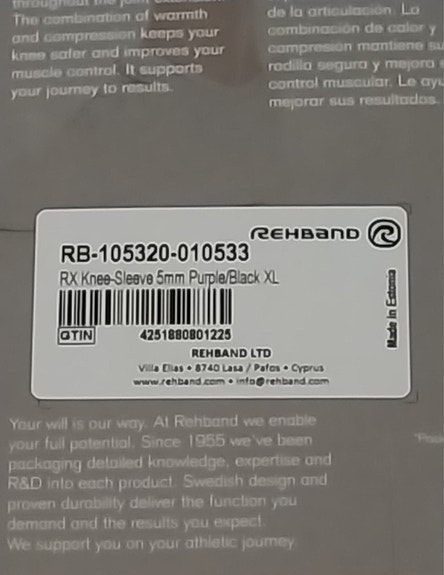 throughout the joint
The combination of warmth
and compression keeps your
knee safer and improves your
muscle control. It supports
your journey to results.
de la articulación. La
combinación de calor y
compresión mantiene su
rodilla segura y mejora
control muscular. Le ayu
mejorar sus resultados.
REHBAND
RB-105320-010533
RX Knee-Sleeve 5mm Purple/Black XL
GTIN 4251880801225
REHBAND LTD
Villa Elias • 8740 Lasa / Pafos • Cyprus
www.rehband.com • info@rehband.com
Made in Estonia
Your will is our way. At Rehband we enable
your full potential. Since 1955 we've been
packaging detailed knowledge, expertise and
R&D into each product. Swedish design and
proven durability deliver the function you
demand and the results you expect.
We support you on your athletic journey.